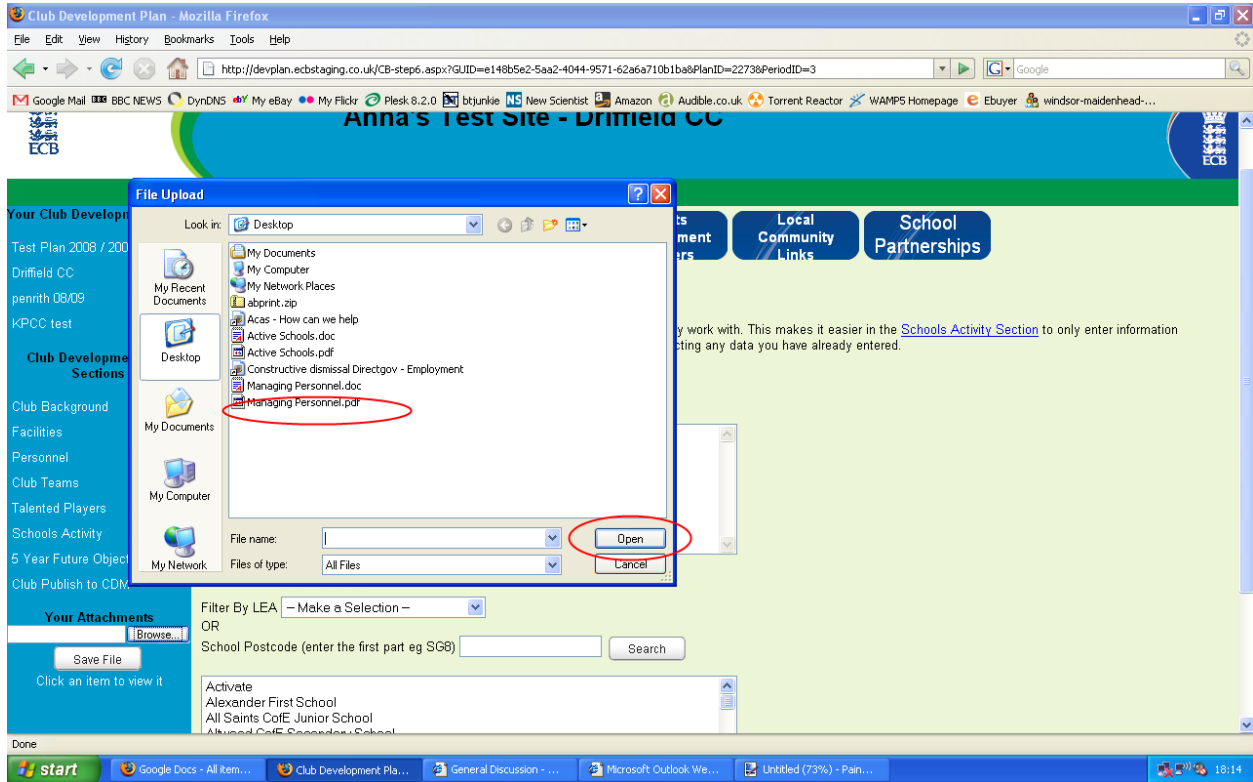 Club Development Plan - Mozilla Firefox
File Edit View History Bookmarks Tools Help
http://devplan.ecbstaging.co.uk/CB-step6.aspx?GUID=e148b5e2-5aa2-4044-9571-62a6a710b1ba&PlanID=2273&PeriodID=3
Google
Google Mail BBC NEWS DynDNS My eBay My Flickr Plesk 8.2.0 btjunkie New Scientist Amazon Audible.co.uk Torrent Reactor WAMP5 Homepage Ebuyer windsor-maidenhead-...
Anna's Test Site - Driffield CC
ECB
ECB
File Upload
Your Club Developm
Test Plan 2008 / 200
Driffield CC
penrith 08/09
KPCC test
Club Developme
Sections
Club Background
Facilities
Personnel
Club Teams
Talented Players
Schools Activity
5 Year Future Object
Club Publish to CDM
Your Attachments
Browse...
Save File
Click an item to view it
Look in: Desktop
My Recent
Documents
Desktop
My Documents
My Computer
My Network
My Documents
My Computer
My Network Places
abprint.zip
Acas - How can we help
Active Schools.doc
Active Schools.pdf
Constructive dismissal Directgov - Employment
Managing Personnel.doc
Managing Personnel.pdf
File name:
Open
Files of type: All Files
Cancel
ts
ment
ers
Local
Community
Links
School
Partnerships
y work with. This makes it easier in the Schools Activity Section to only enter information
cting any data you have already entered.
Filter By LEA – Make a Selection –
OR
School Postcode (enter the first part eg SG8)
Search
Activate
Alexander First School
All Saints CofE Junior School
Altwood CofE Secondary School
Done
start
Google Docs - All item...
Club Development Pla...
General Discussion - ...
Microsoft Outlook We...
Untitled (73%) - Pain...
18:14